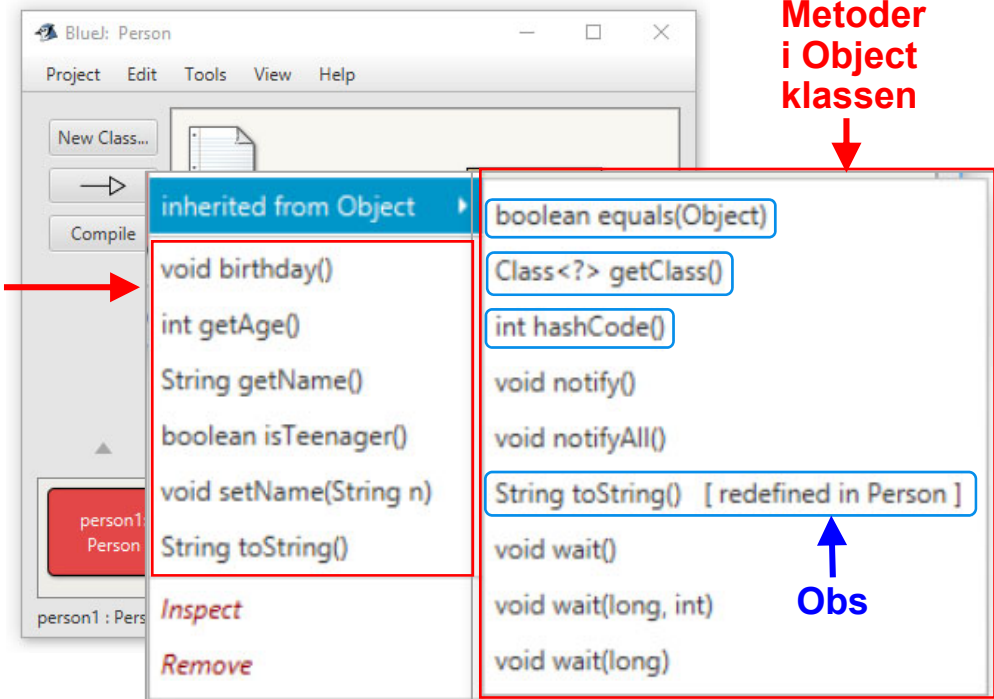 Metoder
i Object
klassen
BlueJ: Person
Project Edit Tools View Help
New Class...
Compile
inherited from Object
void birthday()
int getAge()
String getName()
boolean isTeenager()
void setName(String n)
String toString()
Inspect
Remove
boolean equals(Object)
Class<?> getClass()
int hashCode()
void notify()
void notifyAll()
String toString() [ redefined in Person ]
void wait()
void wait(long, int)
void wait(long)
Obs
person1:
Person
person1 : Pers